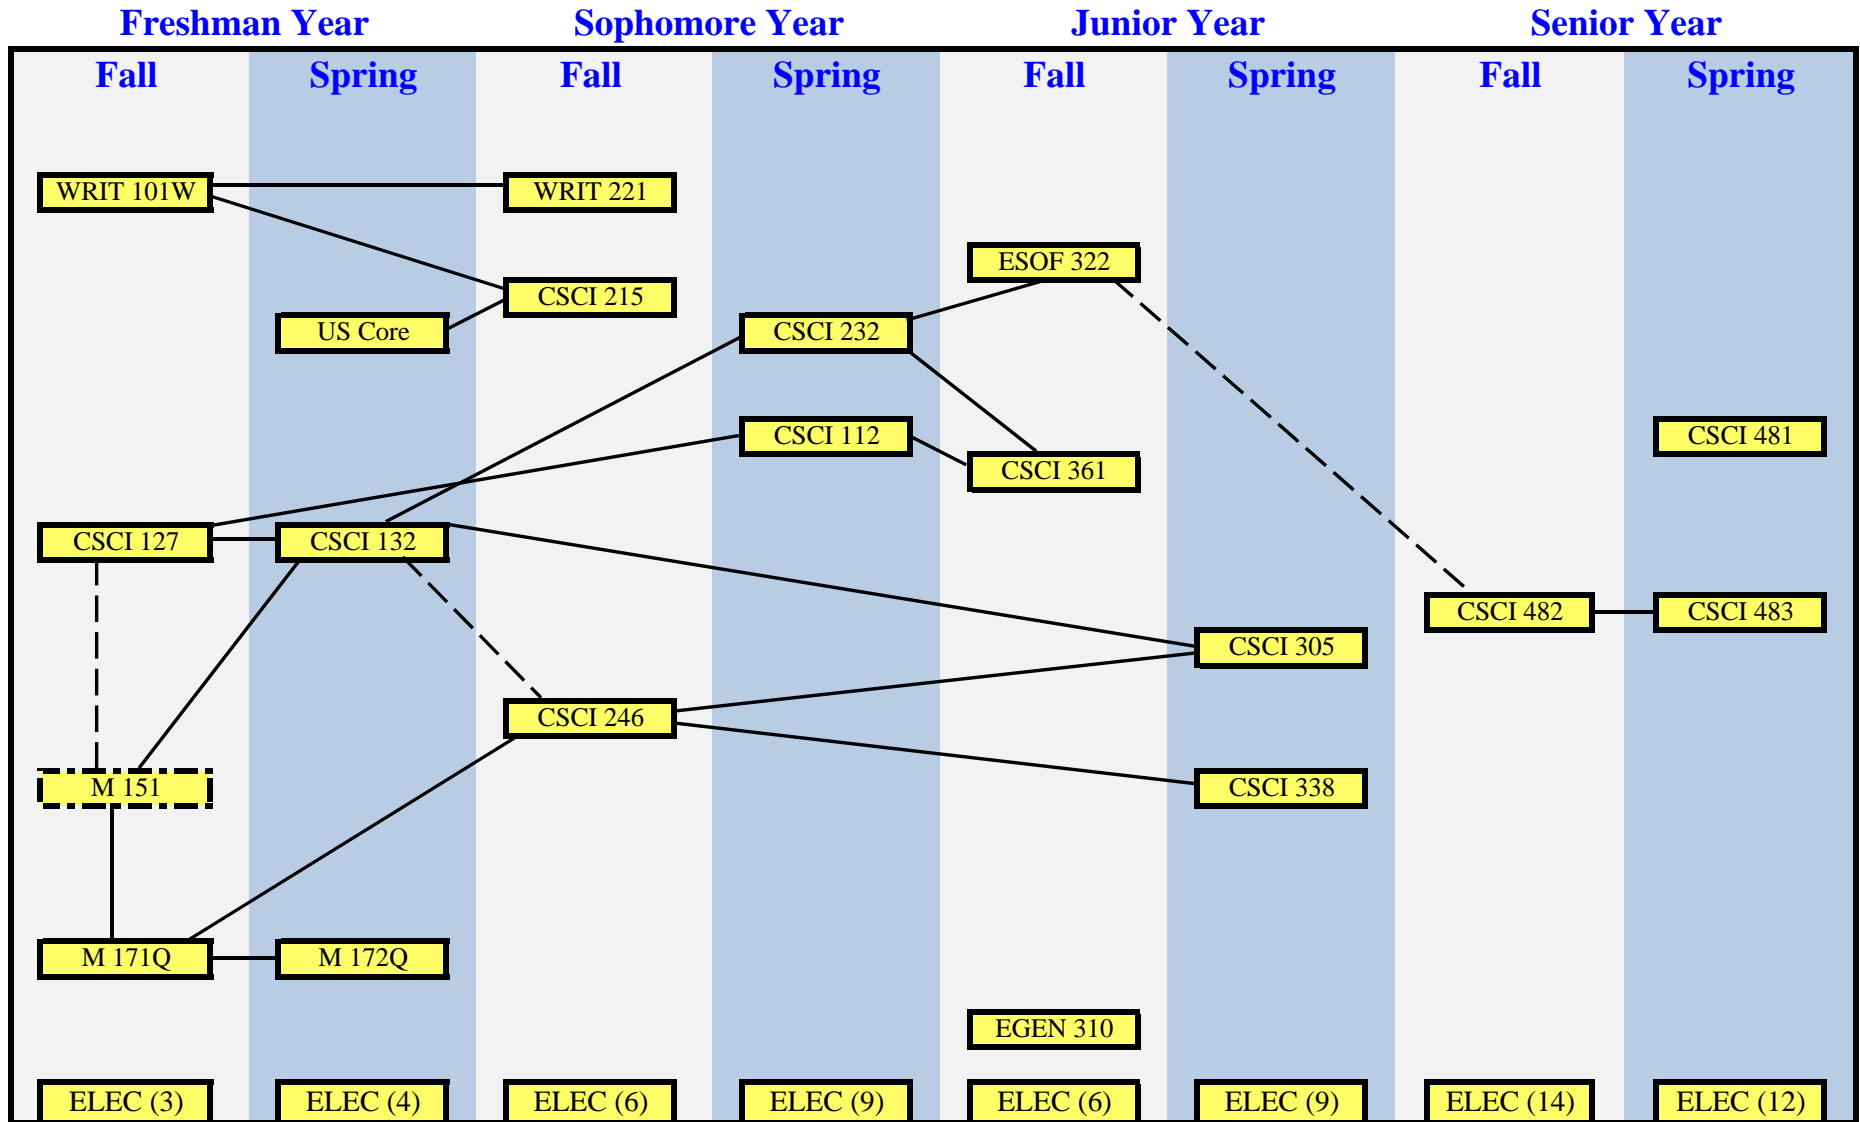 Freshman Year Sophomore Year Junior Year Senior Year
Fall Spring Fall Spring Fall Spring Fall Spring
WRIT 101W WRIT 221
ESOF 322
CSCI 215
US Core CSCI 232
CSCI 112 CSCI 481
CSCI 361
CSCI 127 CSCI 132
CSCI 482 CSCI 483
CSCI 305
CSCI 246
M 151 CSCI 338
M 171Q M 172Q
EGEN 310
ELEC (3) ELEC (4) ELEC (6) ELEC (9) ELEC (6) ELEC (9) ELEC (14) ELEC (12)